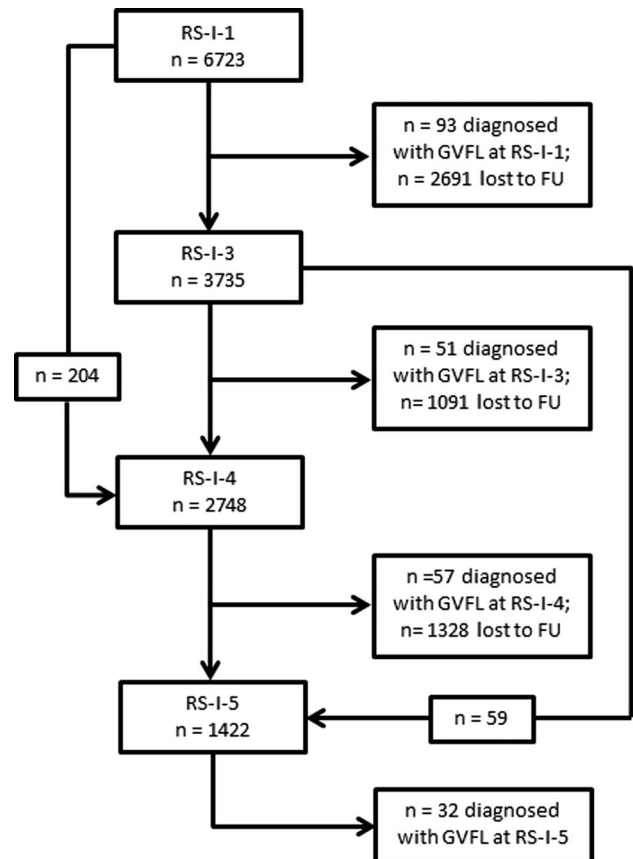 RS-I-1
n = 6723
n = 93 diagnosed
with GVFL at RS-I-1;
n = 2691 lost to FU
RS-I-3
n = 3735
n = 204
n = 51 diagnosed
with GVFL at RS-I-3;
n= 1091 lost to FU
RS-I-4
n = 2748
n =57 diagnosed
with GVFL at RS-I-4;
n= 1328 lost to FU
RS-I-5
n = 1422
n = 59
n = 32 diagnosed
with GVFL at RS-I-5